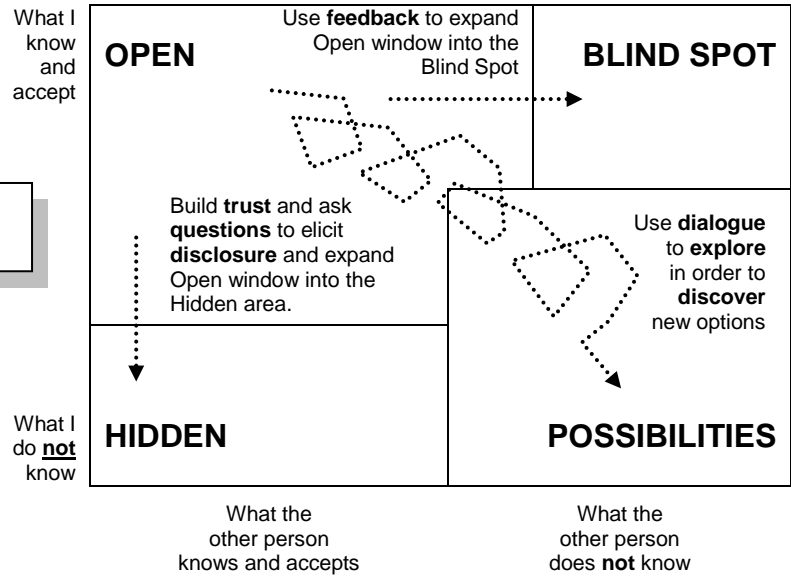 What I
know
and
accept
OPEN
Use feedback to expand
Open window into the
Blind Spot
BLIND SPOT
Build trust and ask
questions to elicit
disclosure and expand
Open window into the
Hidden area.
Use dialogue
to explore
in order to
discover
new options
What I
do not
know
HIDDEN
POSSIBILITIES
What the
other person
knows and accepts
What the
other person
does not know